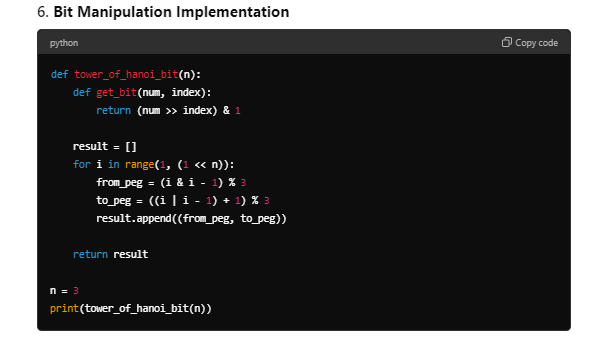 6. Bit Manipulation Implementation
python
Copy code
def tower_of_hanoi_bit(n):
    def get_bit(num, index):
        return (num >> index) & 1

    result = []
    for i in range(1, (1 << n)):
        from_peg = (i & i - 1) % 3
        to_peg = ((i | i - 1) + 1) % 3
        result.append((from_peg, to_peg))

    return result

n = 3
print(tower_of_hanoi_bit(n))